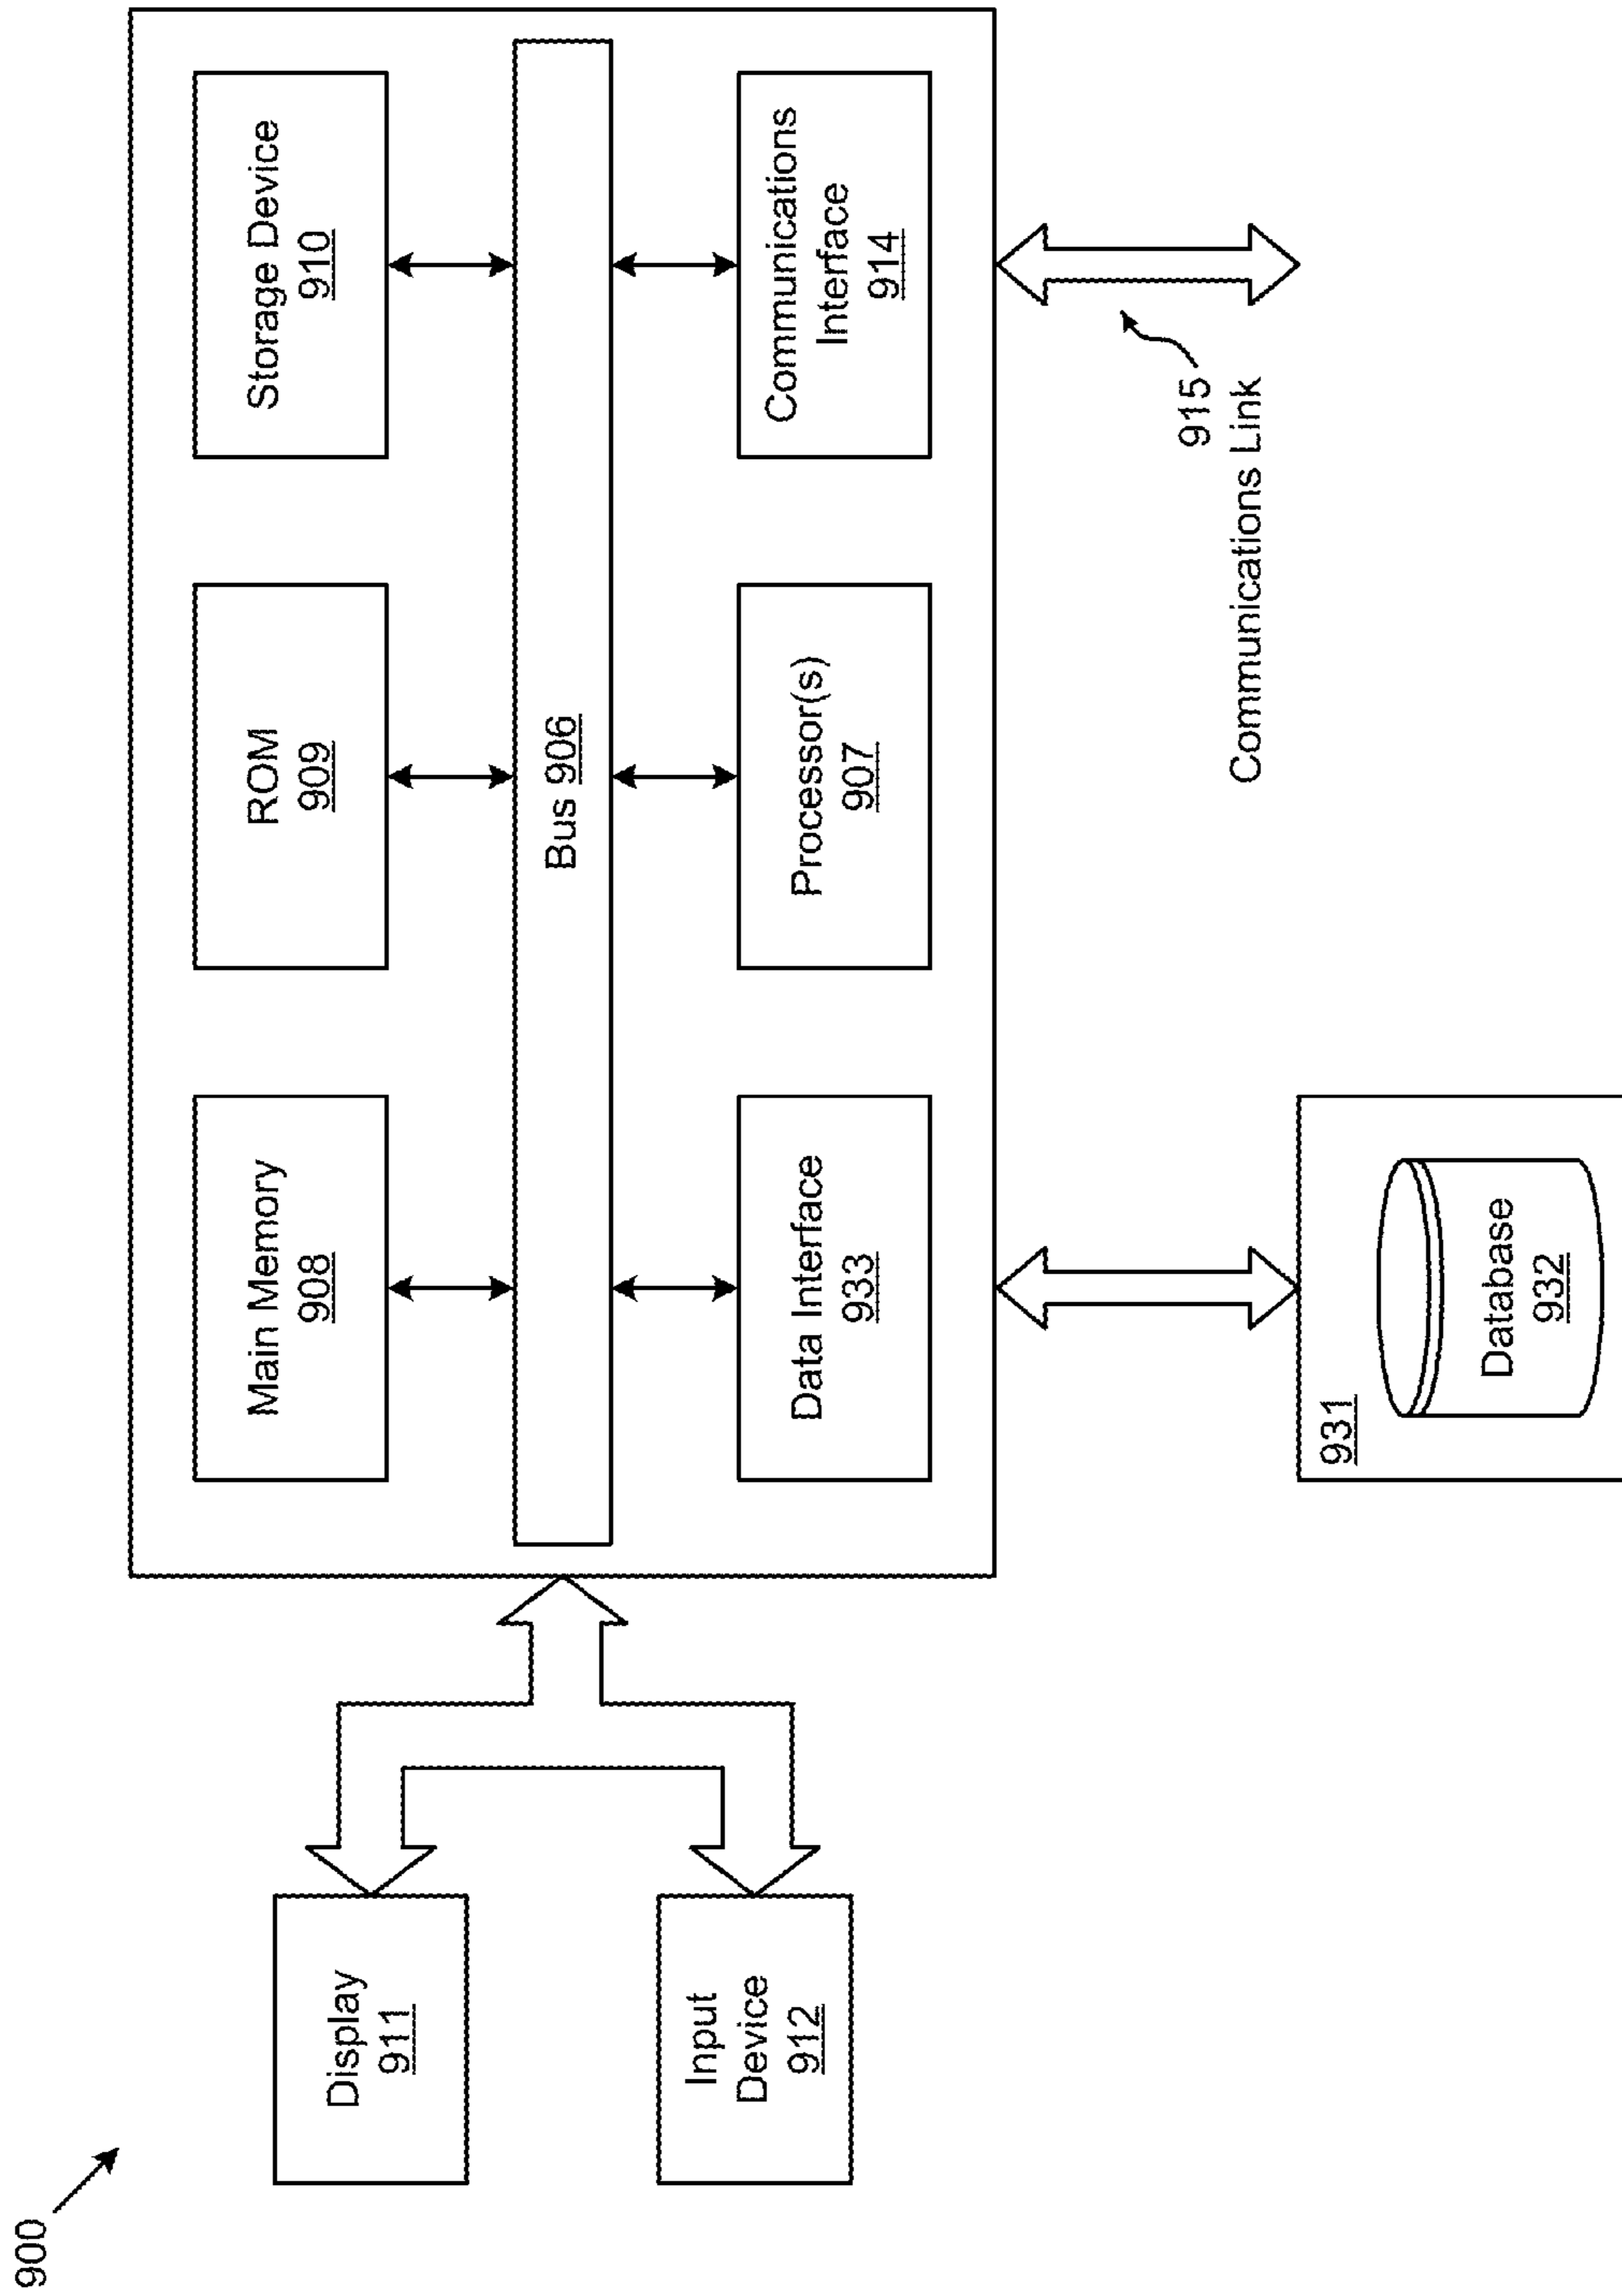 900
Display
911
Input
Device
912
Main Memory
908
ROM
909
Storage Device
910
Bus 906
Data Interface
933
Processor(s)
907
Communications
Interface
914
915
Communications Link
931
Database
932